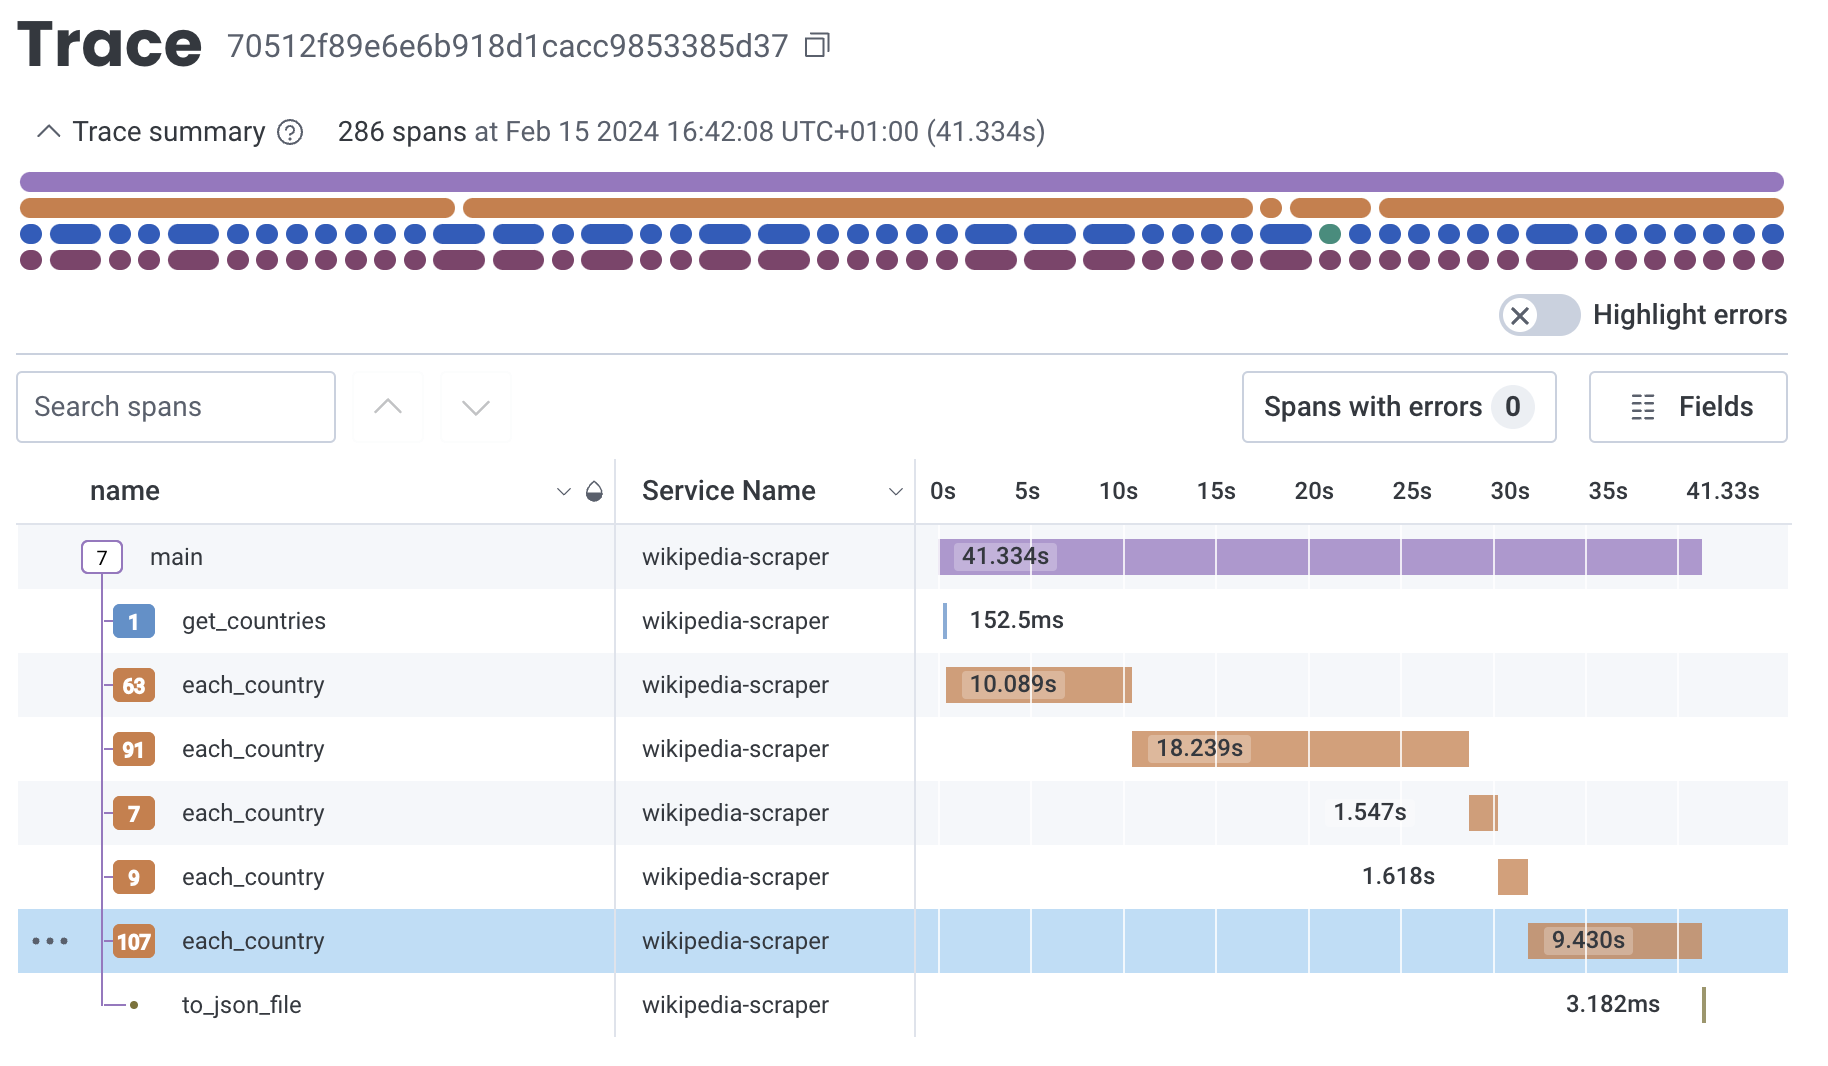 Trace 70512f89e6e6b918d1cacc9853385d37
Trace summary ? 286 spans at Feb 15 2024 16:42:08 UTC+01:00 (41.334s)
Highlight errors
Search spans
Spans with errors 0
Fields
name Service Name 0s 5s 10s 15s 20s 25s 30s 35s 41.33s
7 main wikipedia-scraper 41.334s
1 get_countries wikipedia-scraper 152.5ms
63 each_country wikipedia-scraper 10.089s
91 each_country wikipedia-scraper 18.239s
7 each_country wikipedia-scraper 1.547s
9 each_country wikipedia-scraper 1.618s
107 each_country wikipedia-scraper 9.430s
to_json_file wikipedia-scraper 3.182ms